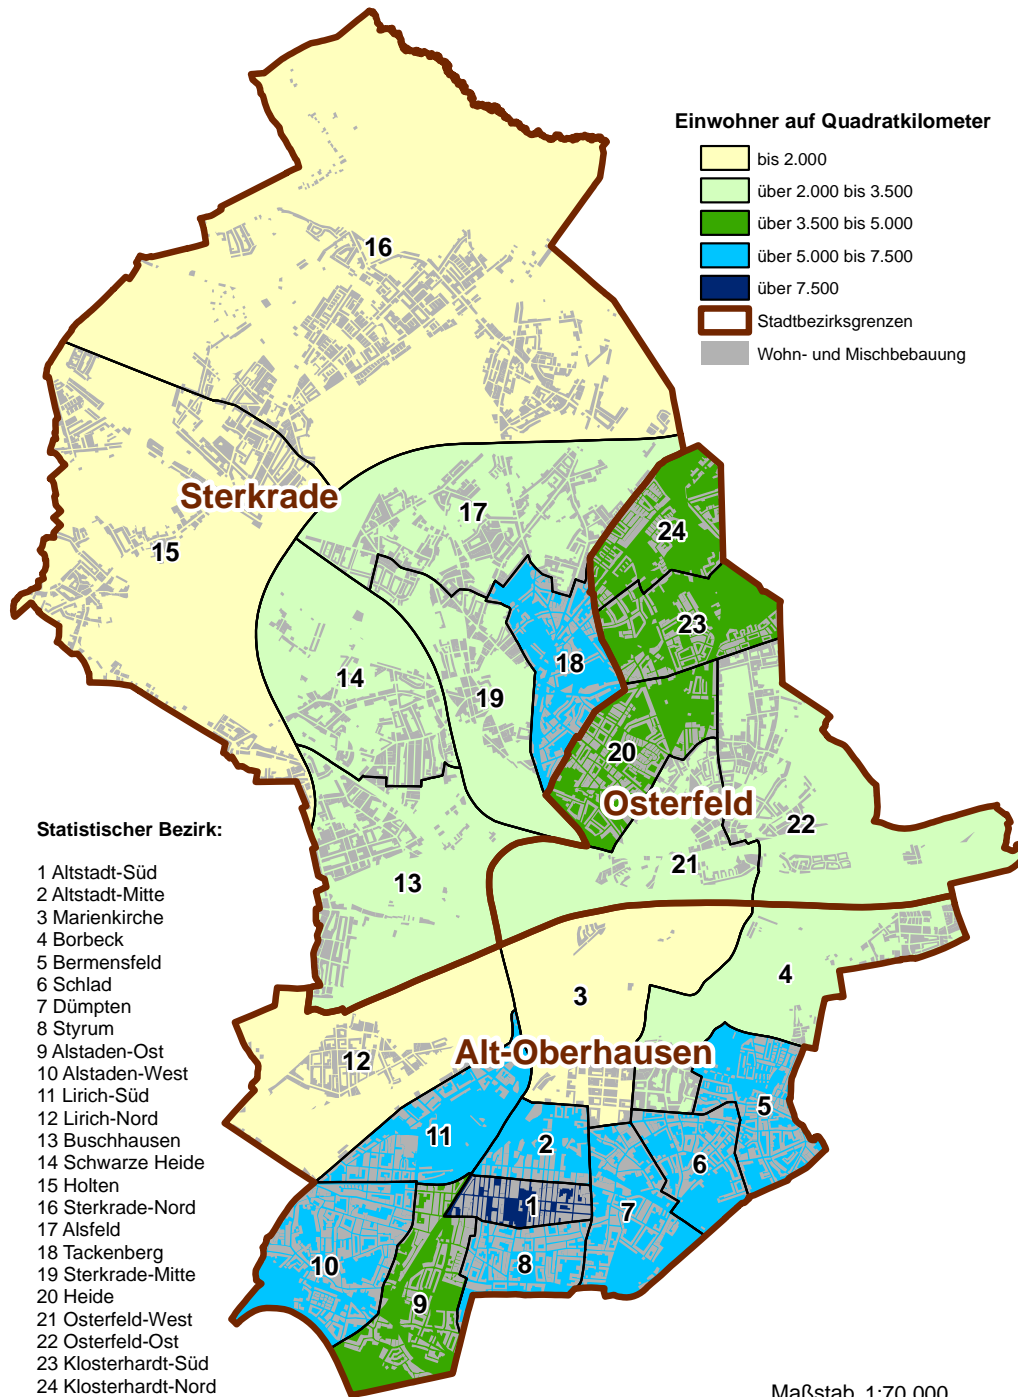 Einwohner auf Quadratkilometer
bis 2.000
über 2.000 bis 3.500
über 3.500 bis 5.000
über 5.000 bis 7.500
über 7.500
Stadtbezirksgrenzen
Wohn- und Mischbebauung
16
Sterkrade
17
24
15
23
18
14
19
20
Osterfeld
22
21
13
4
3
Alt-Oberhausen
12
5
11
2
6
1
7
8
10
9
Statistischer Bezirk:
1 Altstadt-Süd
2 Altstadt-Mitte
3 Marienkirche
4 Borbeck
5 Bermensfeld
6 Schlad
7 Dümpten
8 Styrum
9 Alstaden-Ost
10 Alstaden-West
11 Lirich-Süd
12 Lirich-Nord
13 Buschhausen
14 Schwarze Heide
15 Holten
16 Sterkrade-Nord
17 Alsfeld
18 Tackenberg
19 Sterkrade-Mitte
20 Heide
21 Osterfeld-West
22 Osterfeld-Ost
23 Klosterhardt-Süd
24 Klosterhardt-Nord
Maßstab 1:70.000